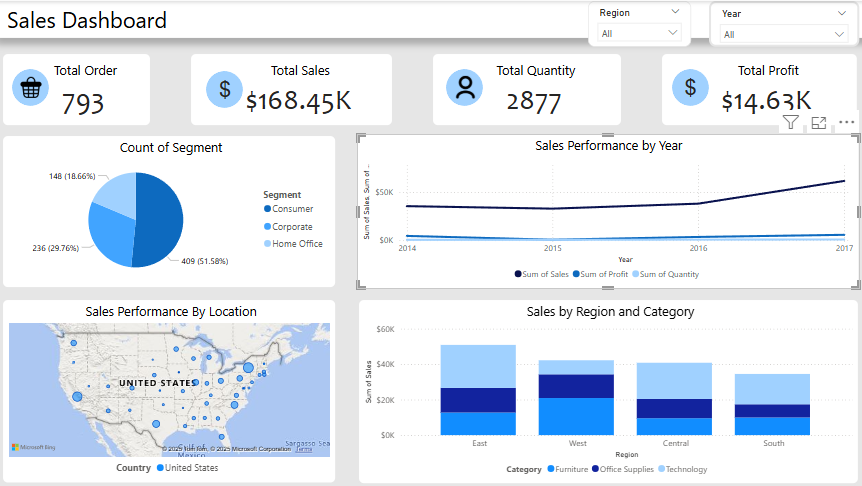 Sales Dashboard
Region
All
Year
All
Total Order
793
Total Sales
$168.45K
Total Quantity
2877
Total Profit
$14.63K
Count of Segment
148 (18.66%)
236 (29.76%)
409 (51.58%)
Segment
Consumer
Corporate
Home Office
Sales Performance by Year
Sum of Sales, Sum of ...
$50K
$0K
2014 2015 2016 2017
Year
Sum of Sales Sum of Profit Sum of Quantity
Sales Performance By Location
UNITED STATES
Gulf of
Mexico
Sargasso Sea
Microsoft Bing
© 2025 TomTom, © 2025 Microsoft Corporation Terms
Country United States
Sales by Region and Category
Sum of Sales
$60K
$40K
$20K
$0K
East West Central South
Region
Category Furniture Office Supplies Technology